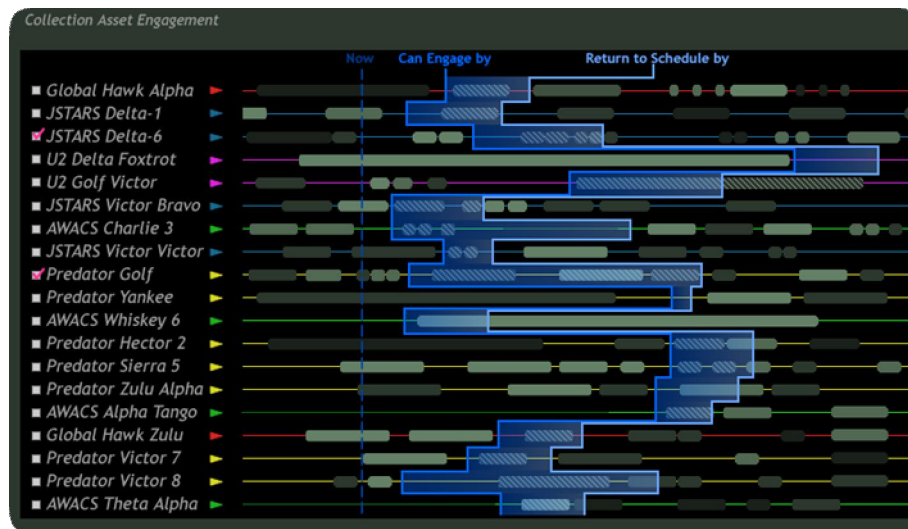 Collection Asset Engagement
Now Can Engage by Return to Schedule by
Global Hawk Alpha
JSTARS Delta-1
JSTARS Delta-6
U2 Delta Foxtrot
U2 Golf Victor
JSTARS Victor Bravo
AWACS Charlie 3
JSTARS Victor Victor
Predator Golf
Predator Yankee
AWACS Whiskey 6
Predator Hector 2
Predator Sierra 5
Predator Zulu Alpha
AWACS Alpha Tango
Global Hawk Zulu
Predator Victor 7
Predator Victor 8
AWACS Theta Alpha